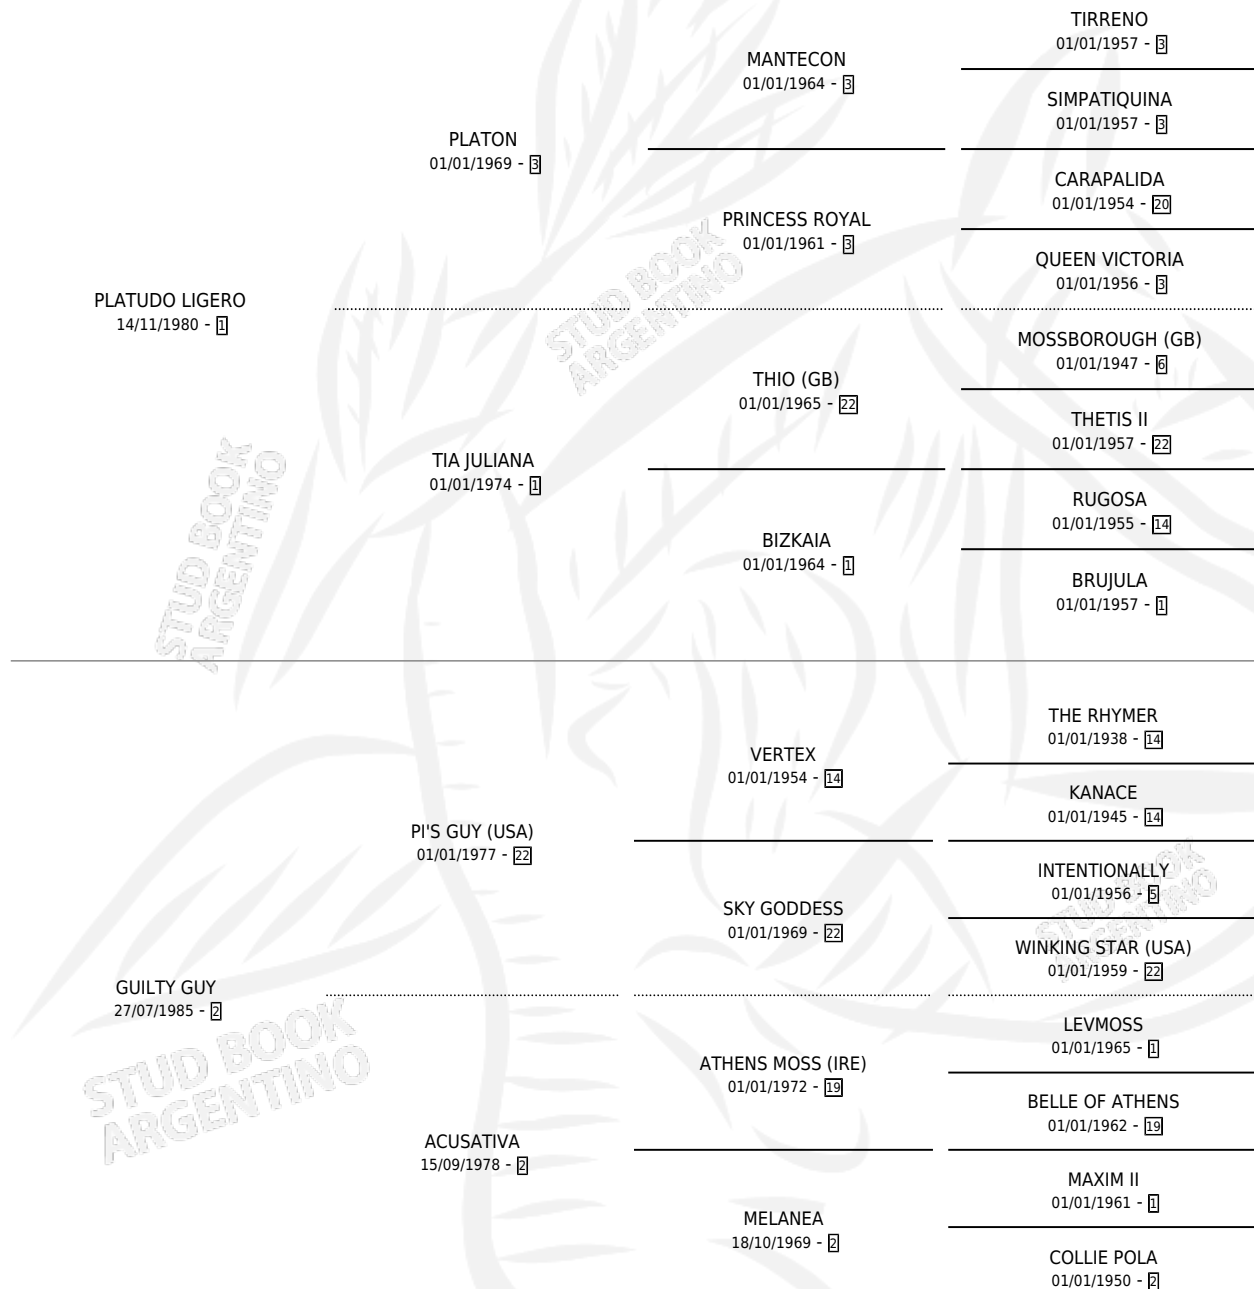 TIRRENO
01/01/1957 - 3
MANTECON
01/01/1964 - 3
SIMPATIQUINA
01/01/1957 - 3
PLATON
01/01/1969 - 3
CARAPALIDA
01/01/1954 - 20
PRINCESS ROYAL
01/01/1961 - 3
QUEEN VICTORIA
01/01/1956 - 3
PLATUDO LIGERO
14/11/1980 - 1
MOSSBOROUGH (GB)
01/01/1947 - 6
THIO (GB)
01/01/1965 - 22
THETIS II
01/01/1957 - 22
TIA JULIANA
01/01/1974 - 1
RUGOSA
01/01/1955 - 14
BIZKAIA
01/01/1964 - 1
BRUJULA
01/01/1957 - 1
THE RHYMER
01/01/1938 - 14
VERTEX
01/01/1954 - 14
KANACE
01/01/1945 - 14
PI'S GUY (USA)
01/01/1977 - 22
INTENTIONALLY
01/01/1956 - 5
SKY GODDESS
01/01/1969 - 22
WINKING STAR (USA)
01/01/1959 - 22
GUILTY GUY
27/07/1985 - 2
LEVMOSS
01/01/1965 - 1
ATHENS MOSS (IRE)
01/01/1972 - 19
BELLE OF ATHENS
01/01/1962 - 19
ACUSATIVA
15/09/1978 - 2
MAXIM II
01/01/1961 - 1
MELANEA
18/10/1969 - 2
COLLIE POLA
01/01/1950 - 2
STUD BOOK
ARGENTINO
STUD BOOK
ARGENTINO
STUD BOOK
ARGENTINO
STUD BOOK
ARGENTINO